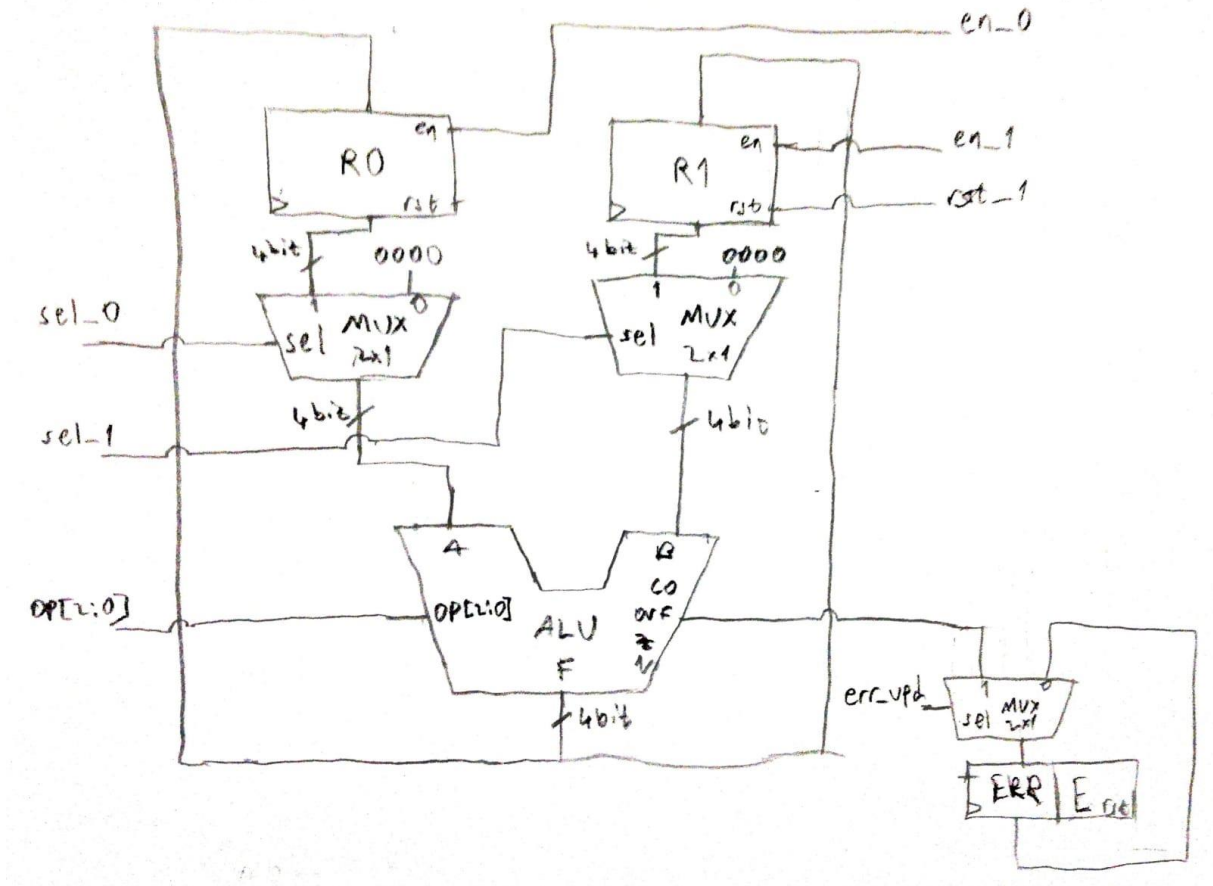 en_0
en
R0
rst
en
R1
rst
en_1
rst_1
4bit
0000
4bit
0000
sel_0
1
0
sel
MUX
2x1
1
0
sel
MUX
2x1
sel_1
4bit
4bit
A
B
CO
OP[2:0]
OP[2:0]
ALU
OVF
Z
N
F
4bit
err_upd
1
0
sel
MUX
2x1
ERR
E
rst